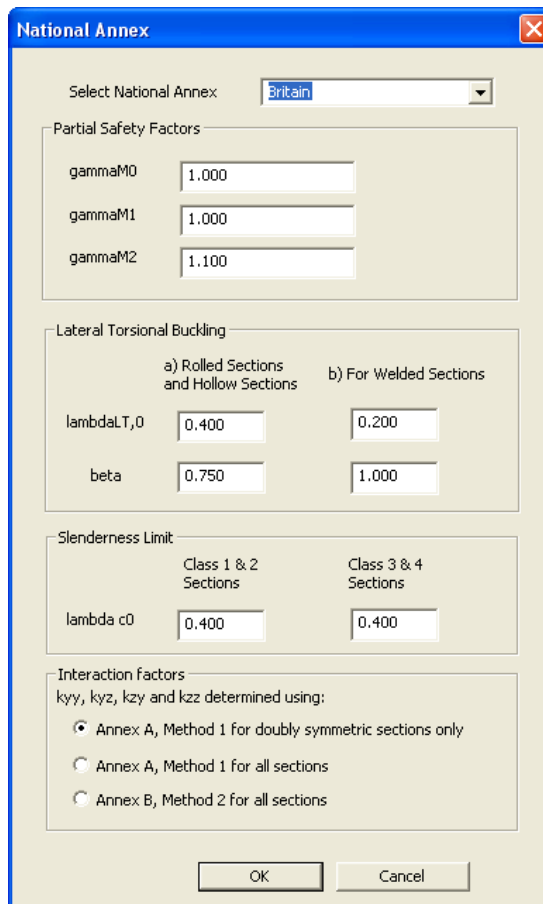 National Annex
Select National Annex Britain
Partial Safety Factors
gammaM0 1.000
gammaM1 1.000
gammaM2 1.100
Lateral Torsional Buckling
a) Rolled Sections
and Hollow Sections
b) For Welded Sections
lambdaLT,0 0.400 0.200
beta 0.750 1.000
Slenderness Limit
Class 1 & 2
Sections
Class 3 & 4
Sections
lambda c0 0.400 0.400
Interaction factors
kyy, kyz, kzy and kzz determined using:
Annex A, Method 1 for doubly symmetric sections only
Annex A, Method 1 for all sections
Annex B, Method 2 for all sections
OK Cancel